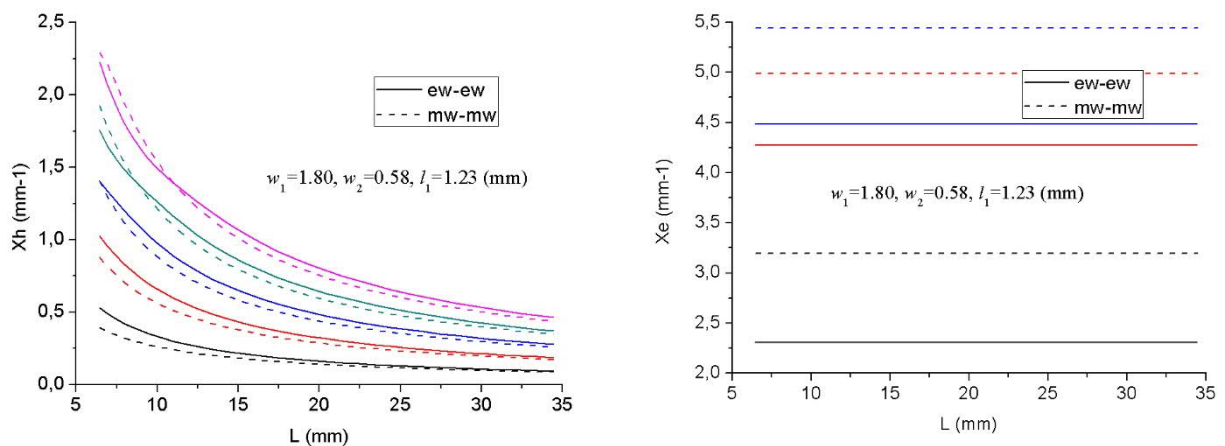 2,5
2,0
1,5
1,0
0,5
0,0
Xh (mm-1)
ew-ew
mw-mw
w₁=1.80, w₂=0.58, l₁=1.23 (mm)
5 10 15 20 25 30 35
L (mm)
5,5
5,0
4,5
4,0
3,5
3,0
2,5
2,0
Xe (mm-1)
ew-ew
mw-mw
w₁=1.80, w₂=0.58, l₁=1.23 (mm)
5 10 15 20 25 30 35
L (mm)